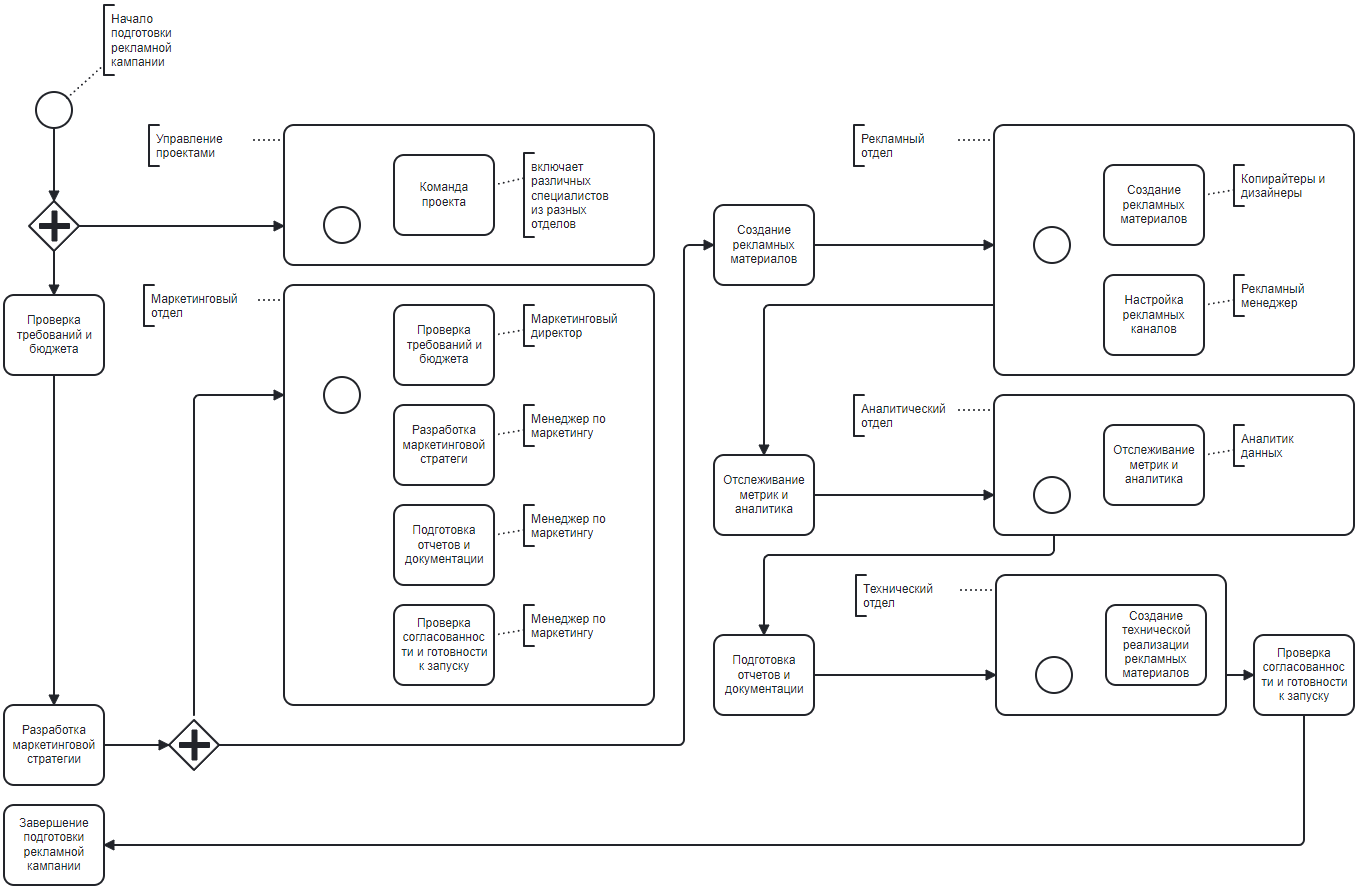 Начало
подготовки
рекламной
кампании
Управление
проектами
Команда
проекта
включает
различных
специалистов
из разных
отделов
Проверка
требований и
бюджета
Маркетинговый
отдел
Проверка
требований и
бюджета
Маркетинговый
директор
Разработка
маркетинговой
стратеги
Менеджер по
маркетингу
Подготовка
отчетов и
документации
Менеджер по
маркетингу
Проверка
согласованнос
ти и готовности
к запуску
Менеджер по
маркетингу
Разработка
маркетинговой
стратегии
Завершение
подготовки
рекламной
кампании
Создание
рекламных
материалов
Рекламный
отдел
Создание
рекламных
материалов
Копирайтеры и
дизайнеры
Настройка
рекламных
каналов
Рекламный
менеджер
Отслеживание
метрик и
аналитика
Аналитический
отдел
Отслеживание
метрик и
аналитика
Аналитик
данных
Подготовка
отчетов и
документации
Технический
отдел
Создание
технической
реализации
рекламных
материалов
Проверка
согласованнос
ти и готовности
к запуску